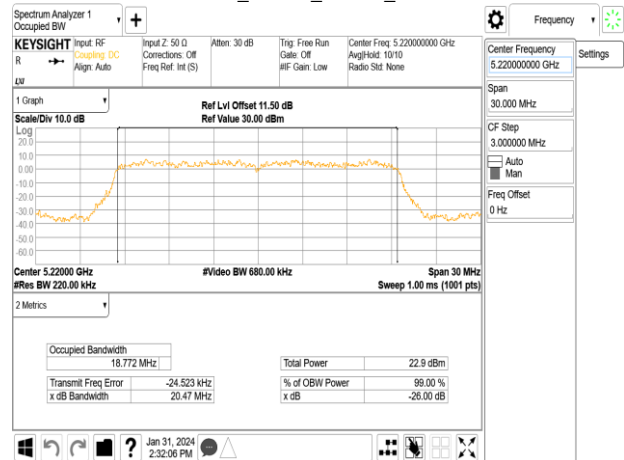 Spectrum Analyzer 1
Occupied BW
+
Frequency
KEYSIGHT
R
LXI
Input: RF
Coupling: DC
Align: Auto
Input Z: 50 Ω
Corrections: Off
Freq Ref: Int (S)
Atten: 30 dB
Trig: Free Run
Gate: Off
#IF Gain: Low
Center Freq: 5.220000000 GHz
Avg|Hold: 10/10
Radio Std: None
Center Frequency
5.220000000 GHz
Settings
Span
30.000 MHz
CF Step
3.000000 MHz
Auto
Man
Freq Offset
0 Hz
1 Graph
Scale/Div 10.0 dB
Ref Lvl Offset 11.50 dB
Ref Value 30.00 dBm
Log
20.0
10.0
0.00
-10.0
-20.0
-30.0
-40.0
-50.0
-60.0
Center 5.22000 GHz
#Res BW 220.00 kHz
#Video BW 680.00 kHz
Span 30 MHz
Sweep 1.00 ms (1001 pts)
2 Metrics
Occupied Bandwidth
18.772 MHz
Transmit Freq Error -24.523 kHz
x dB Bandwidth 20.47 MHz
Total Power 22.9 dBm
% of OBW Power 99.00 %
x dB -26.00 dB
?
Jan 31, 2024
2:32:06 PM